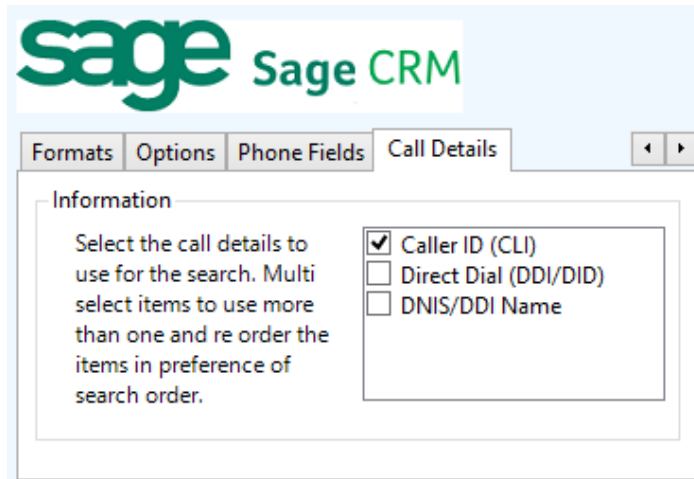 sage Sage CRM
Formats Options Phone Fields Call Details
Information
Select the call details to
use for the search. Multi
select items to use more
than one and re order the
items in preference of
search order.
Caller ID (CLI)
Direct Dial (DDI/DID)
DNIS/DDI Name